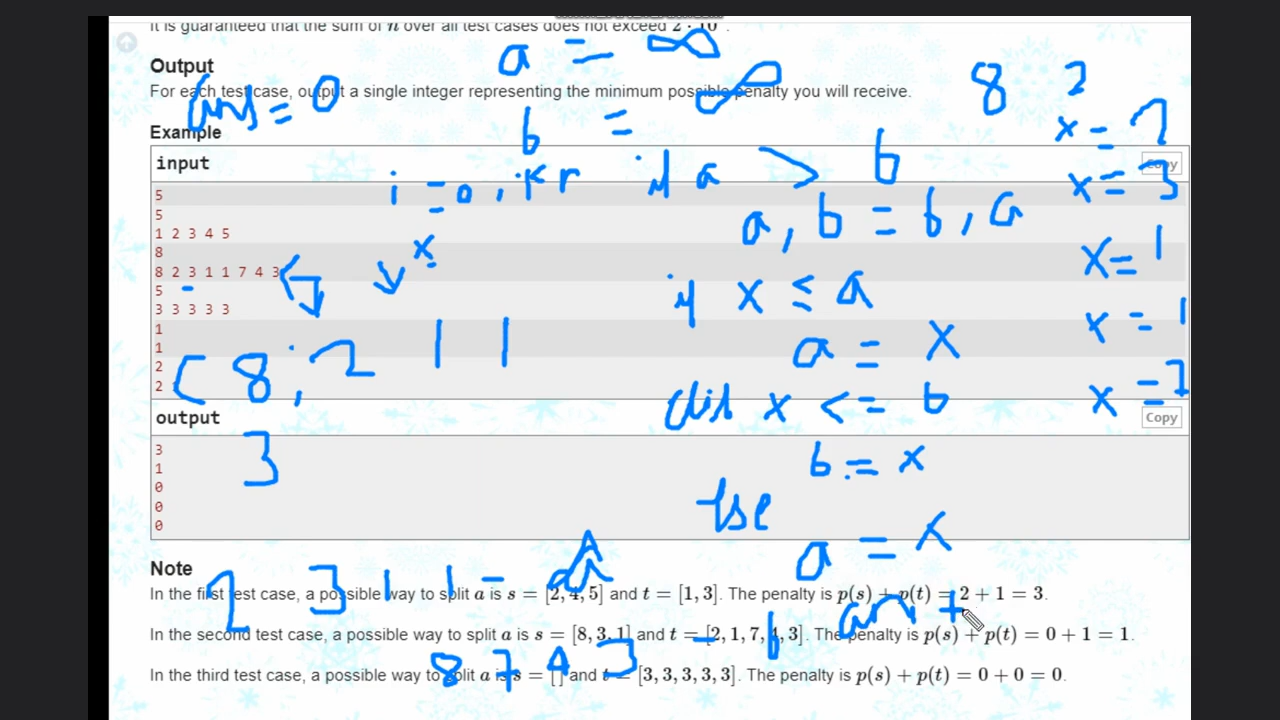 It is guaranteed that the sum of n over all test cases does not exceed 2 · 10
a = ∞
Output
8 2
For each test case, output a single integer representing the minimum possible penalty you will receive.
ans = 0
b = ∞
x = 2
Example
input
Copy
if a > b
x = 3
5
5
1 2 3 4 5
8
8 2 3 1 1 7 4 3
5
3 3 3 3 3
1
1
2
2
a, b = b, a
x
x = 1
if x ≤ a
x = 1
a = x
8, 2 1 1
x = 7
x <= b
output
Copy
3
1
0
0
0
3
b = x
else
a = x
Note
2 3 1 1 - a
In the first test case, a possible way to split a is s = [2, 4, 5] and t = [1, 3]. The penalty is p(s) + p(t) = 2 + 1 = 3.
ans +
In the second test case, a possible way to split a is s = [8, 3, 1] and t = [2, 1, 7, 4, 3]. The penalty is p(s) + p(t) = 0 + 1 = 1.
8 7 4 3 - b
In the third test case, a possible way to split a is s = [] and t = [3, 3, 3, 3, 3]. The penalty is p(s) + p(t) = 0 + 0 = 0.